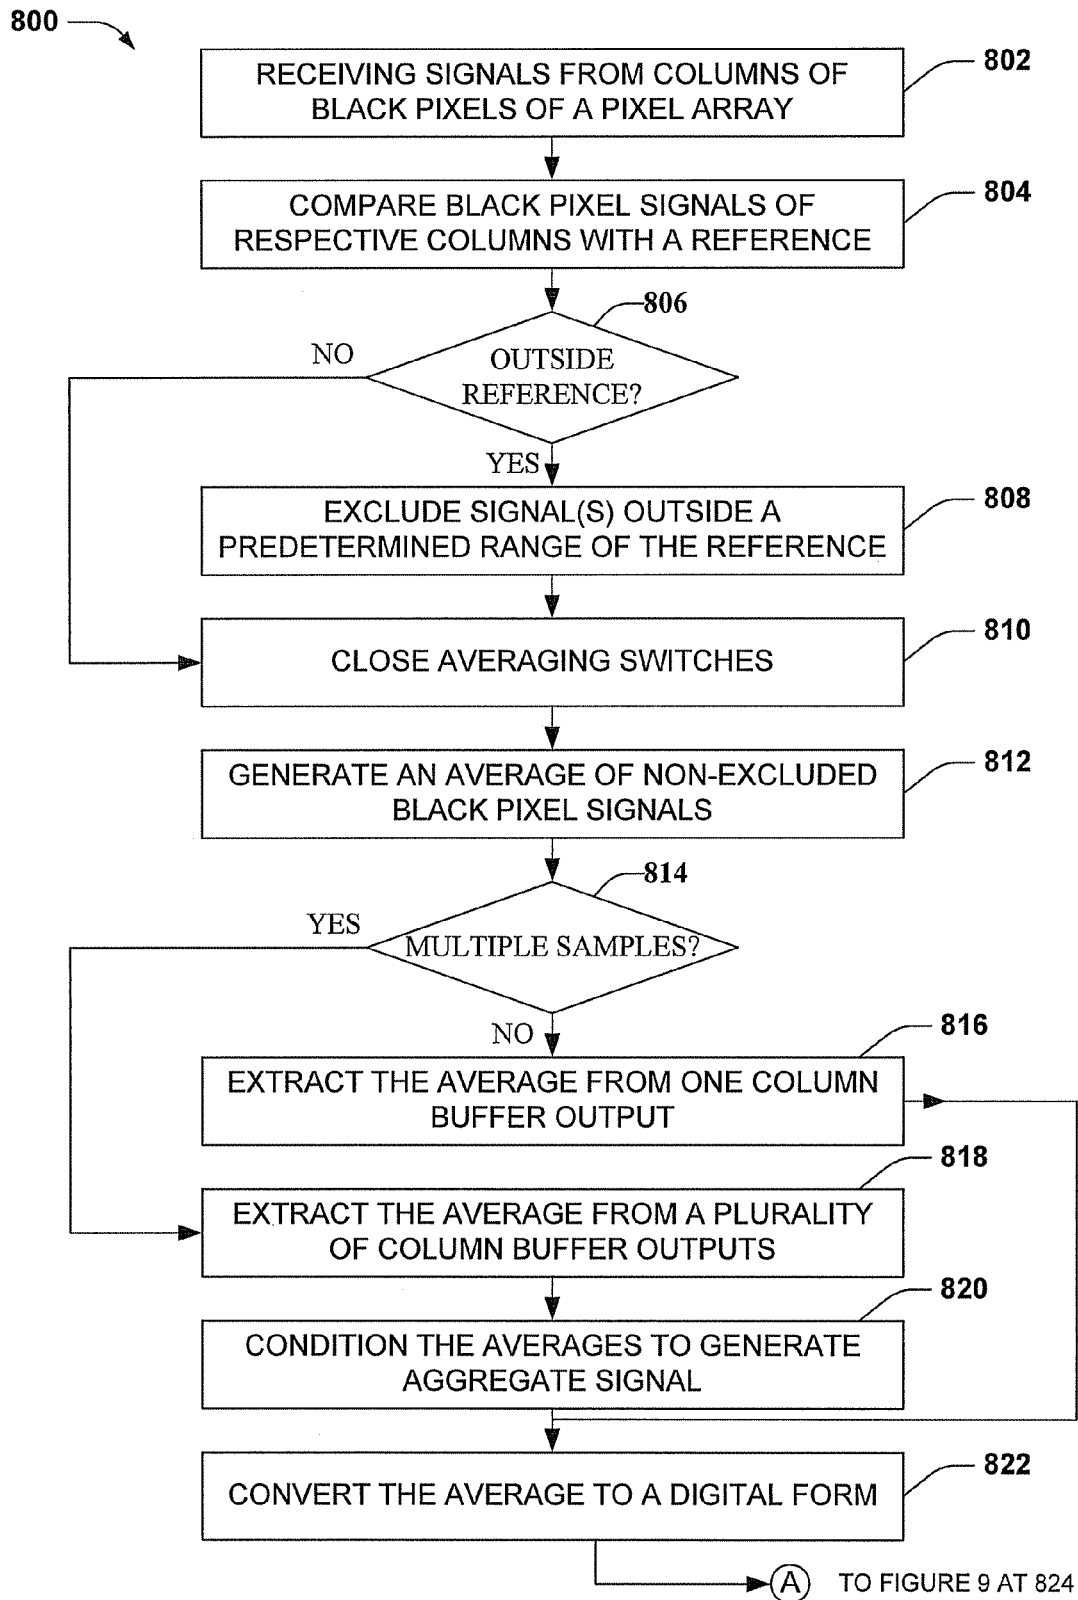 800
RECEIVING SIGNALS FROM COLUMNS OF
BLACK PIXELS OF A PIXEL ARRAY
802
COMPARE BLACK PIXEL SIGNALS OF
RESPECTIVE COLUMNS WITH A REFERENCE
804
806
NO
OUTSIDE
REFERENCE?
YES
EXCLUDE SIGNAL(S) OUTSIDE A
PREDETERMINED RANGE OF THE REFERENCE
808
CLOSE AVERAGING SWITCHES
810
GENERATE AN AVERAGE OF NON-EXCLUDED
BLACK PIXEL SIGNALS
812
814
YES
MULTIPLE SAMPLES?
NO
816
EXTRACT THE AVERAGE FROM ONE COLUMN
BUFFER OUTPUT
818
EXTRACT THE AVERAGE FROM A PLURALITY
OF COLUMN BUFFER OUTPUTS
820
CONDITION THE AVERAGES TO GENERATE
AGGREGATE SIGNAL
822
CONVERT THE AVERAGE TO A DIGITAL FORM
A TO FIGURE 9 AT 824